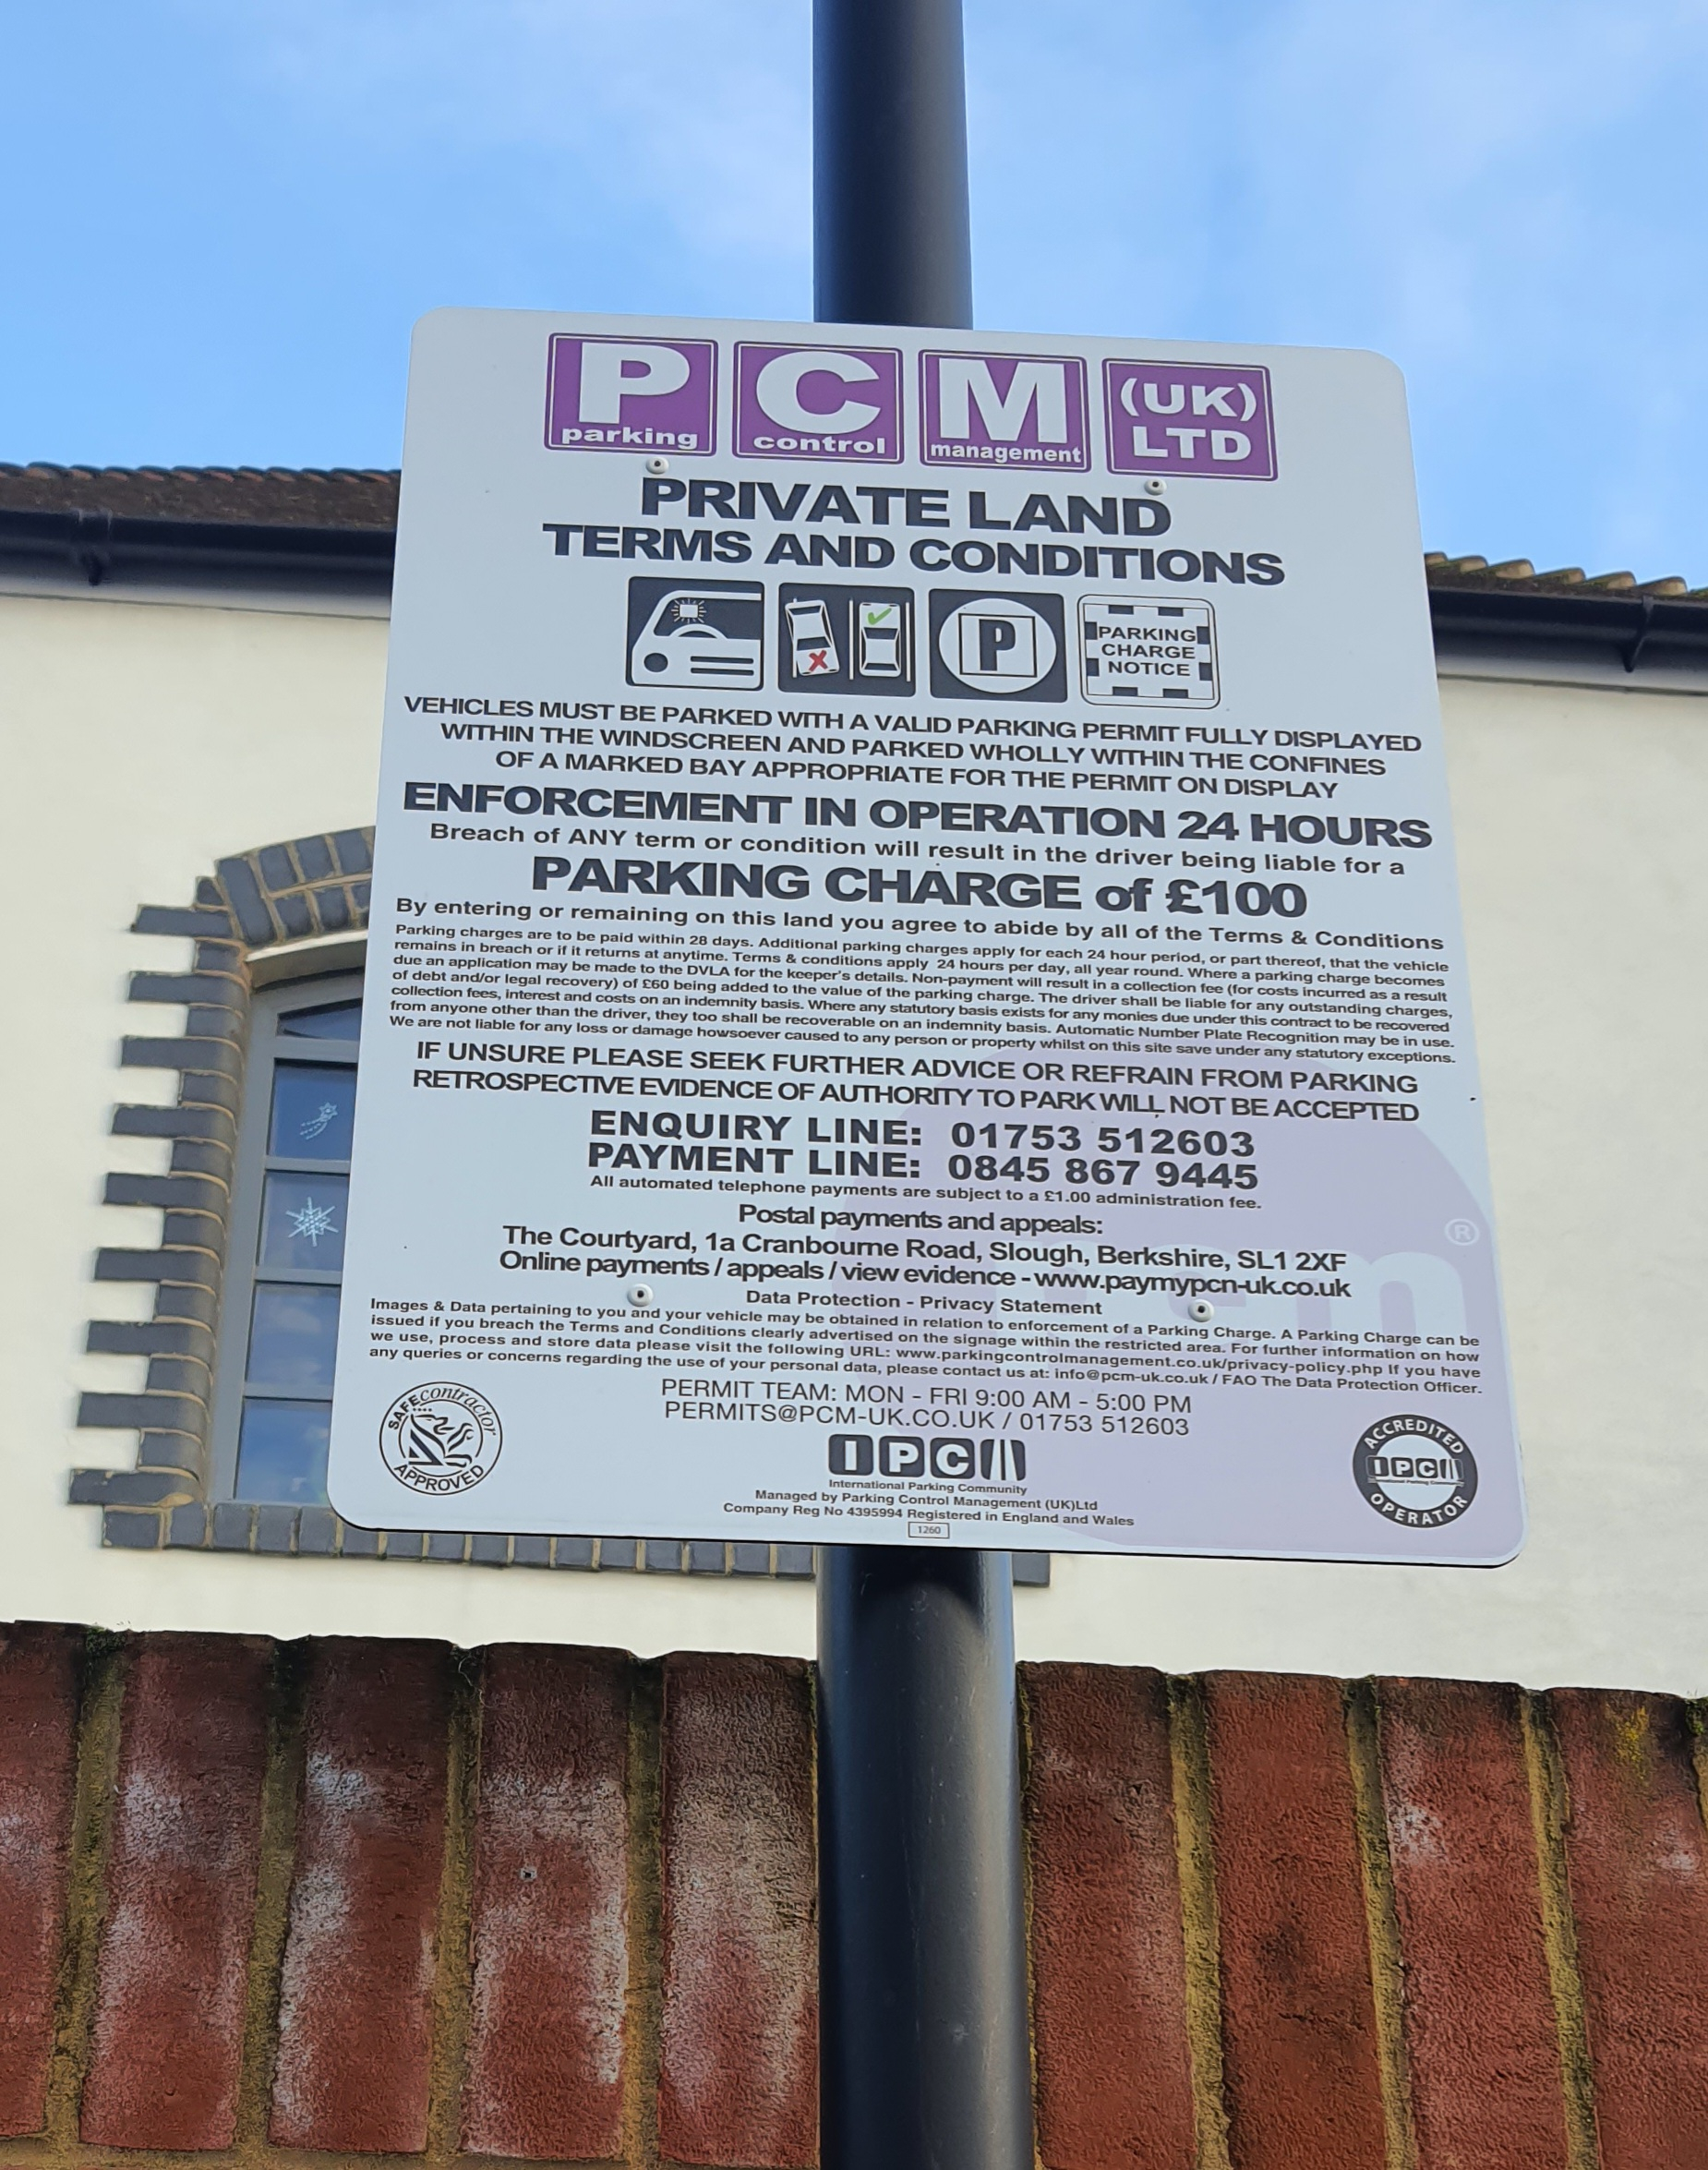 P C M (UK)
parking control management LTD
PRIVATE LAND
TERMS AND CONDITIONS
P
PARKING
CHARGE
NOTICE
VEHICLES MUST BE PARKED WITH A VALID PARKING PERMIT FULLY DISPLAYED
WITHIN THE WINDSCREEN AND PARKED WHOLLY WITHIN THE CONFINES
OF A MARKED BAY APPROPRIATE FOR THE PERMIT ON DISPLAY
ENFORCEMENT IN OPERATION 24 HOURS
Breach of ANY term or condition will result in the driver being liable for a
PARKING CHARGE of £100
By entering or remaining on this land you agree to abide by all of the Terms & Conditions
Parking charges are to be paid within 28 days. Additional parking charges apply for each 24 hour period, or part thereof, that the vehicle
remains in breach or if it returns at anytime. Terms & conditions apply 24 hours per day, all year round. Where a parking charge becomes
due an application may be made to the DVLA for the keeper's details. Non-payment will result in a collection fee (for costs incurred as a result
of debt and/or legal recovery) of £60 being added to the value of the parking charge. The driver shall be liable for any outstanding charges,
collection fees, interest and costs on an indemnity basis. Where any statutory basis exists for any monies due under this contract to be recovered
from anyone other than the driver, they too shall be recoverable on an indemnity basis. Automatic Number Plate Recognition may be in use.
We are not liable for any loss or damage howsoever caused to any person or property whilst on this site save under any statutory exceptions.
IF UNSURE PLEASE SEEK FURTHER ADVICE OR REFRAIN FROM PARKING
RETROSPECTIVE EVIDENCE OF AUTHORITY TO PARK WILL NOT BE ACCEPTED
ENQUIRY LINE: 01753 512603
PAYMENT LINE: 0845 867 9445
All automated telephone payments are subject to a £1.00 administration fee.
Postal payments and appeals:
The Courtyard, 1a Cranbourne Road, Slough, Berkshire, SL1 2XF
Online payments / appeals / view evidence - www.paymypcn-uk.co.uk
pcm ®
Data Protection - Privacy Statement
Images & Data pertaining to you and your vehicle may be obtained in relation to enforcement of a Parking Charge. A Parking Charge can be
issued if you breach the Terms and Conditions clearly advertised on the signage within the restricted area. For further information on how
we use, process and store data please visit the following URL: www.parkingcontrolmanagement.co.uk/privacy-policy.php If you have
any queries or concerns regarding the use of your personal data, please contact us at: info@pcm-uk.co.uk / FAO The Data Protection Officer.
PERMIT TEAM: MON - FRI 9:00 AM - 5:00 PM
PERMITS@PCM-UK.CO.UK / 01753 512603
SAFEcontractor
APPROVED
IPC
International Parking Community
Managed by Parking Control Management (UK)Ltd
Company Reg No 4395994 Registered in England and Wales
1260
ACCREDITED
IPC
International Parking Community
OPERATOR